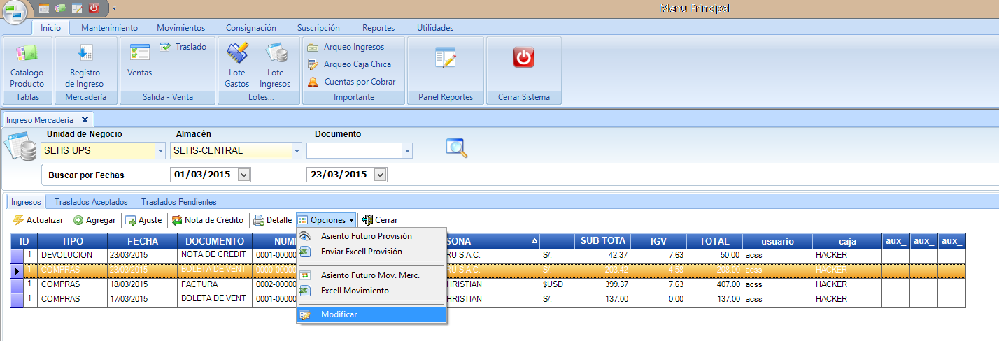 Menu Principal
Inicio Mantenimiento Movimientos Consignación Suscripción Reportes Utilidades
Catalogo Producto
Registro de Ingreso
Ventas
Traslado
Lote Gastos
Lote Ingresos
Arqueo Ingresos
Arqueo Caja Chica
Cuentas por Cobrar
Tablas Mercadería Salida - Venta Lotes... Importante Panel Reportes Cerrar Sistema
Ingreso Mercadería X
Unidad de Negocio Almacén Documento
SEHS UPS SEHS-CENTRAL
Buscar por Fechas 01/03/2015 23/03/2015
Ingresos Traslados Aceptados Traslados Pendientes
Actualizar Agregar Ajuste Nota de Crédito Detalle Opciones Cerrar
Asiento Futuro Provisión
Enviar Excell Provisión
Asiento Futuro Mov. Merc.
Excell Movimiento
Modificar
ID TIPO FECHA DOCUMENTO NUM SONA SUB TOTA IGV TOTAL usuario caja aux_ aux_ aux_
1 DEVOLUCION 23/03/2015 NOTA DE CREDIT 0001-00000 RU S.A.C. S/. 42.37 7.63 50.00 acss HACKER
1 COMPRAS 23/03/2015 BOLETA DE VENT 0000-00000 RU S.A.C. S/. 203.42 4.58 208.00 acss HACKER
1 COMPRAS 18/03/2015 FACTURA 0002-00000 HRISTIAN $USD 399.37 7.63 407.00 acss HACKER
1 COMPRAS 17/03/2015 BOLETA DE VENT 0001-00000 HRISTIAN S/. 137.00 0.00 137.00 acss HACKER